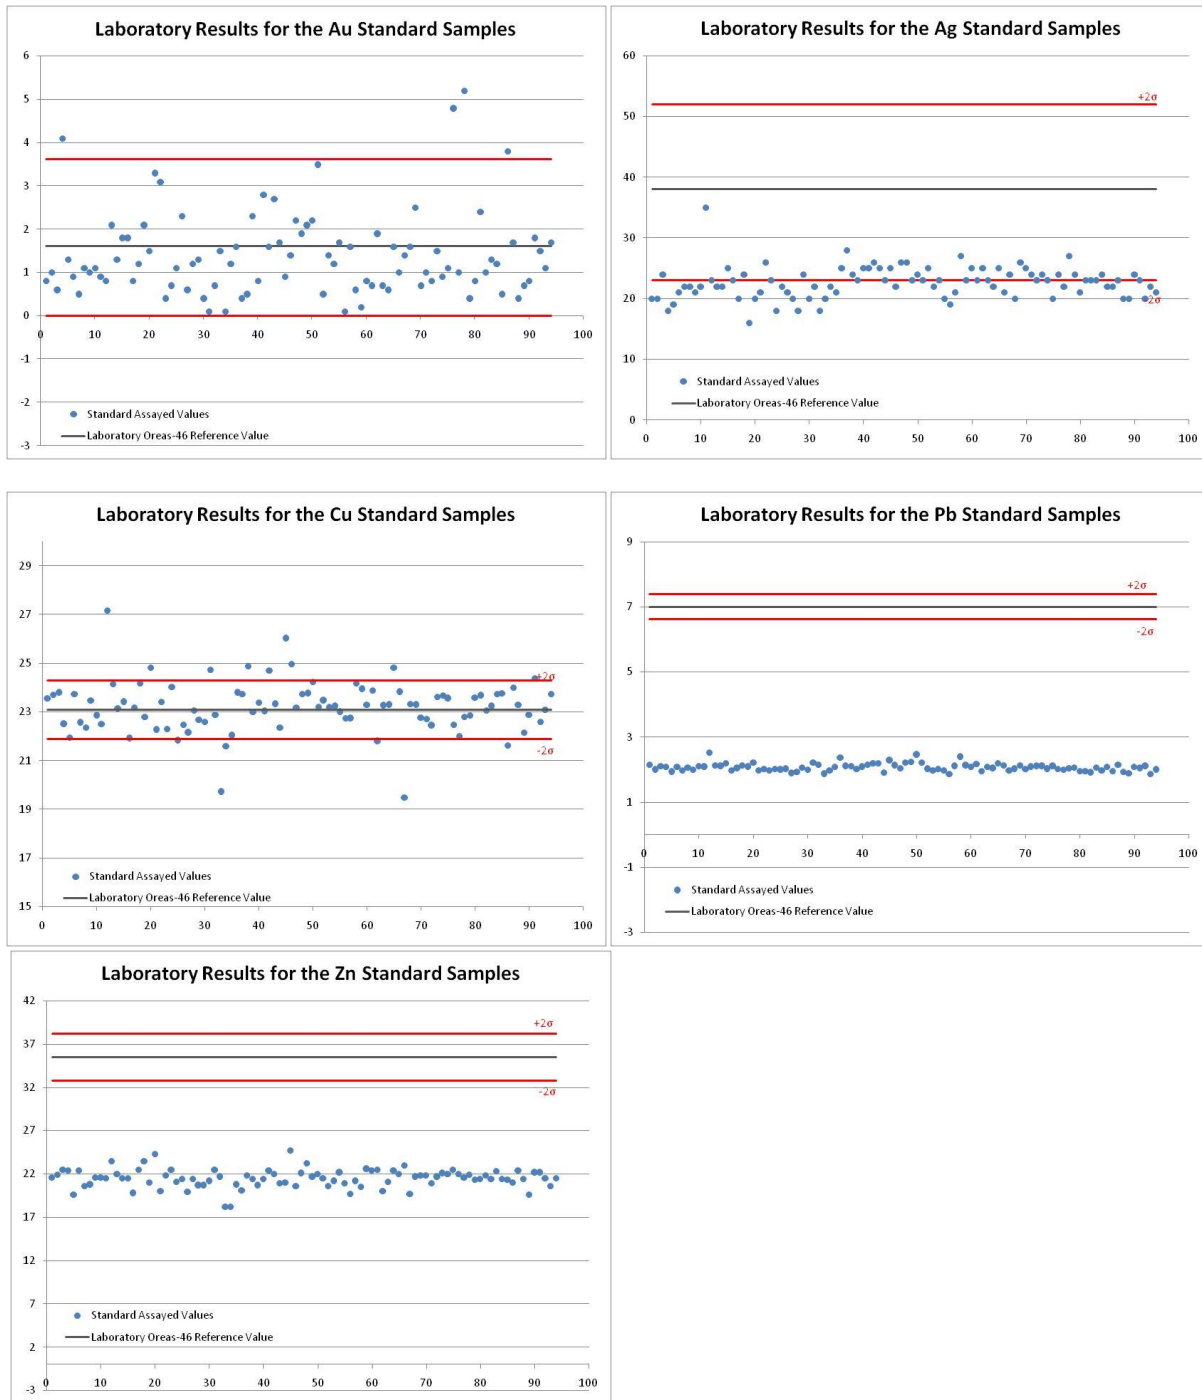 Laboratory Results for the Au Standard Samples
6
5
4
3
2
1
0
0 10 20 30 40 50 60 70 80 90 100
-1
-2
Standard Assayed Values
Laboratory Oreas-46 Reference Value
-3
Laboratory Results for the Ag Standard Samples
60
+2σ
50
40
30
20
-2σ
10
Standard Assayed Values
Laboratory Oreas-46 Reference Value
0
0 10 20 30 40 50 60 70 80 90 100
Laboratory Results for the Cu Standard Samples
29
27
25
+2σ
23
21
-2σ
19
17
Standard Assayed Values
Laboratory Oreas-46 Reference Value
15
0 10 20 30 40 50 60 70 80 90 100
Laboratory Results for the Pb Standard Samples
9
+2σ
7
-2σ
5
3
1
0 10 20 30 40 50 60 70 80 90 100
-1
Standard Assayed Values
Laboratory Oreas-46 Reference Value
-3
Laboratory Results for the Zn Standard Samples
42
+2σ
37
32
-2σ
27
22
17
12
7
Standard Assayed Values
Laboratory Oreas-46 Reference Value
2
0 10 20 30 40 50 60 70 80 90 100
-3